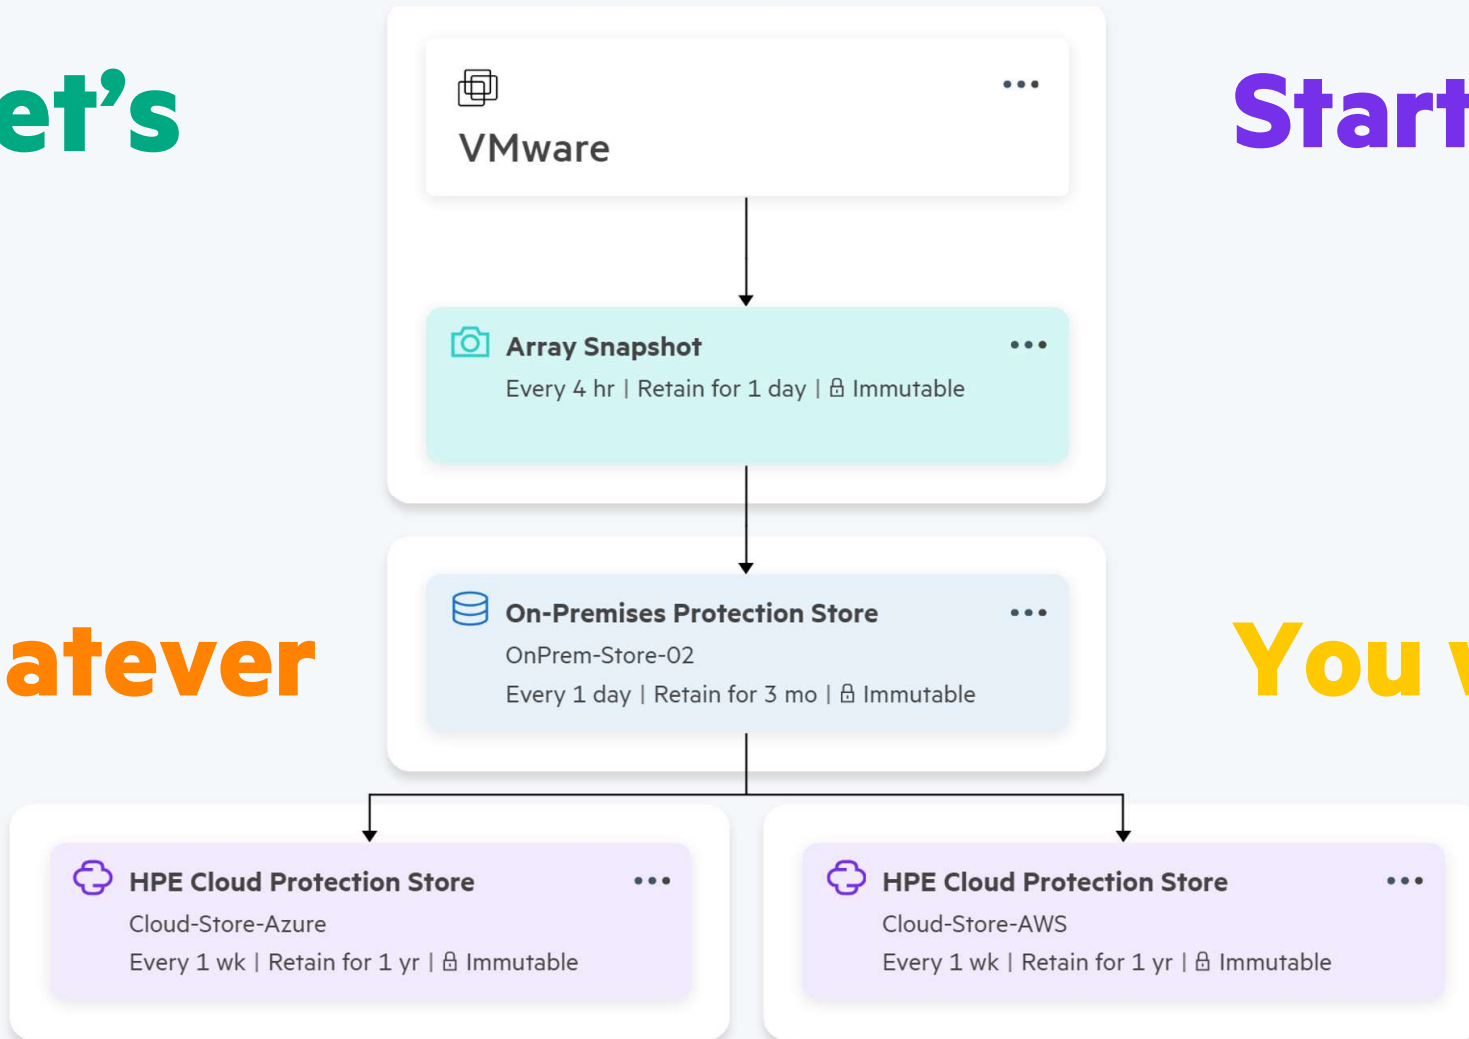 et’s
Start
VMware
Array Snapshot
Every 4 hr | Retain for 1 day | Immutable
atever
You
On-Premises Protection Store
OnPrem-Store-02
Every 1 day | Retain for 3 mo | Immutable
HPE Cloud Protection Store
Cloud-Store-Azure
Every 1 wk | Retain for 1 yr | Immutable
HPE Cloud Protection Store
Cloud-Store-AWS
Every 1 wk | Retain for 1 yr | Immutable